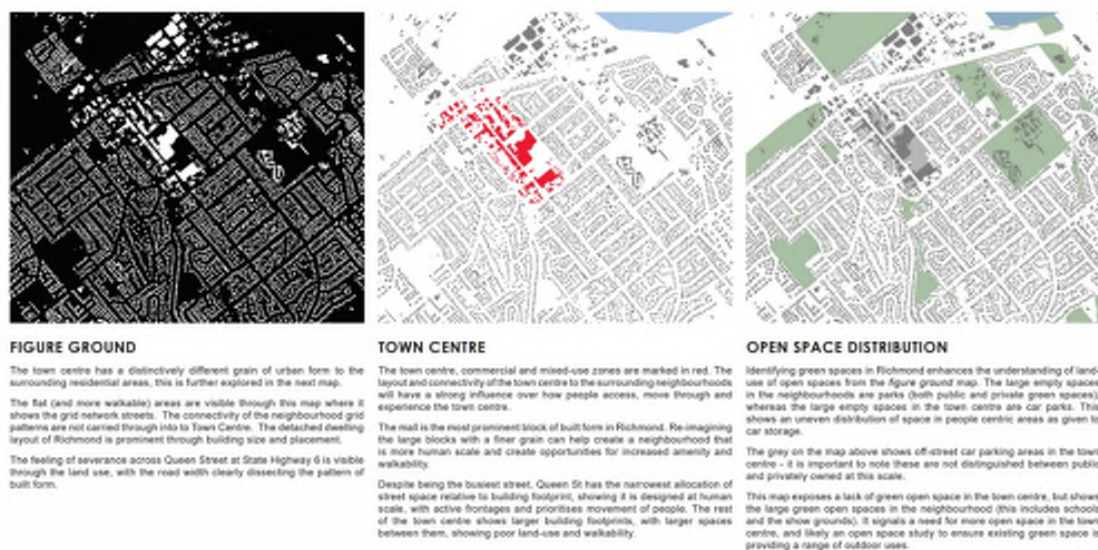 FIGURE GROUND
The town centre has a distinctively different grain of urban form to the
surrounding residential areas, this is further explored in the next map.
The flat (and more walkable) areas are visible through this map where it
shows the grid network streets. The connectivity of the neighbourhood grid
patterns are not carried through into to Town Centre. The detached dwelling
layout of Richmond is prominent through building size and placement.
The feeling of severance across Queen Street at State Highway 6 is visible
through the land use, with the road width clearly dissecting the pattern of
built form.
TOWN CENTRE
The town centre, commercial and mixed-use zones are marked in red. The
layout and connectivity of the town centre to the surrounding neighbourhoods
will have a strong influence over how people access, move through and
experience the town centre.
The mall is the most prominent block of built form in Richmond. Re-imagining
the large blocks with a finer grain can help create a neighbourhood that
is more human scale and create opportunities for increased amenity and
walkability.
Despite being the busiest street, Queen St has the narrowest allocation of
street space relative to building footprint, showing it is designed at human
scale, with active frontages and prioritises movement of people. The rest
of the town centre shows larger building footprints, with larger spaces
between them, showing poor land-use and walkability.
OPEN SPACE DISTRIBUTION
Identifying green spaces in Richmond enhances the understanding of land-
use of open spaces from the figure ground map. The large empty spaces
in the neighbourhoods are parks (both public and private green spaces),
whereas the large empty spaces in the town centre are car parks. This
shows an uneven distribution of space in people centric areas as given to
car storage.
The grey on the map above shows off-street car parking areas in the town
centre - it is important to note these are not distinguished between public
and privately owned at this scale.
This map exposes a lack of green open space in the town centre, but shows
the large green open spaces in the neighbourhood (this includes schools
and the show grounds). It signals a need for more open space in the town
centre, and likely an open space study to ensure existing green space is
providing a range of outdoor uses.